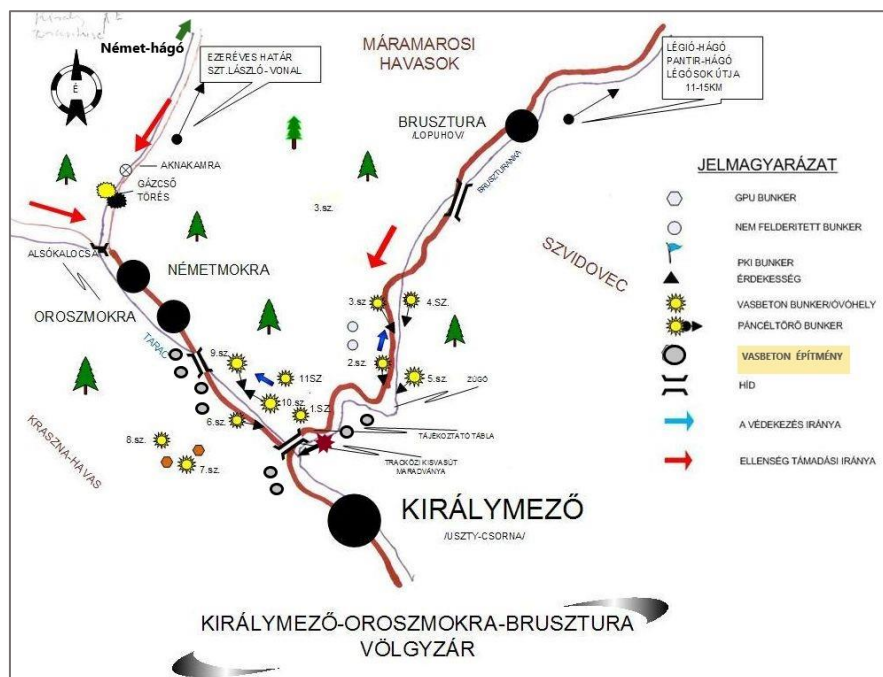 Király
Német-hágó
EZERÉVES HATÁR
SZT.LÁSZLÓ- VONAL
MÁRAMAROSI
HAVASOK
LÉGIÓ-HÁGÓ
PANTIR-HÁGÓ
LÉGÓSOK ÚTJA
11-15KM
É
BRUSZTURA
/LOPUHOV/
AKNAKAMRA
GÁZCSŐ
TÖRÉS
BRUSZTURANKA
3.sz.
JELMAGYARÁZAT
GPU BUNKER
NEM FELDERITETT BUNKER
PKI BUNKER
ÉRDEKESSÉG
VASBETON BUNKER/ÓVÓHELY
PÁNCÉLTÖRŐ BUNKER
VASBETON ÉPÍTMÉNY
HÍD
A VÉDEKEZÉS IRÁNYA
ELLENSÉG TÁMADÁSI IRÁNYA
SZVIDOVEC
ALSÓKALOCSA
NÉMETMOKRA
OROSZMOKRA
TARAC
3.sz.
4.SZ.
2.sz.
5.sz.
ZÚGÓ
9.sz.
11SZ
10.sz.
1.SZ.
6.sz.
8.sz.
7.sz.
KRASZNA-HAVAS
TÁJÉKOZTATÓ TÁBLA
TRACKÖZI KISVASÚT
MARADVÁNYA
KIRÁLYMEZŐ
/USZTY-CSORNA/
KIRÁLYMEZŐ-OROSZMOKRA-BRUSZTURA
VÖLGYZÁR